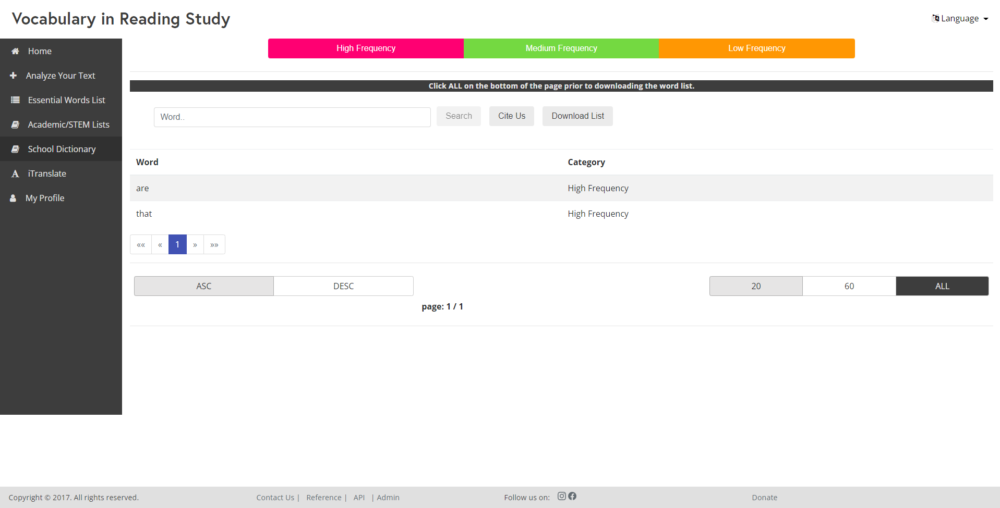 Vocabulary in Reading Study
Language
Home
Analyze Your Text
Essential Words List
Academic/STEM Lists
School Dictionary
iTranslate
My Profile
High Frequency Medium Frequency Low Frequency
Click ALL on the bottom of the page prior to downloading the word list.
Word.. Search Cite Us Download List
Word Category
are High Frequency
that High Frequency
«« « 1 » »»
ASC DESC 20 60 ALL
page: 1 / 1
Copyright © 2017. All rights reserved. Contact Us | Reference | API | Admin Follow us on: Donate